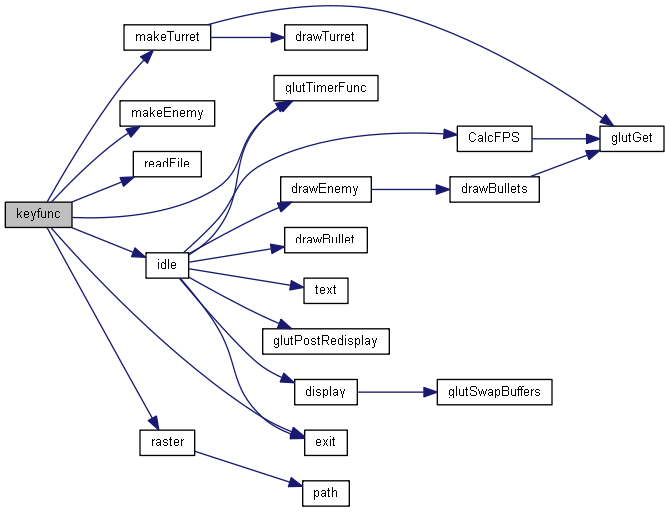 makeTurret
drawTurret
glutTimerFunc
makeEnemy
CalcFPS
glutGet
readFile
drawEnemy
drawBullets
keyfunc
drawBullet
idle
text
glutPostRedisplay
display
glutSwapBuffers
raster
exit
path